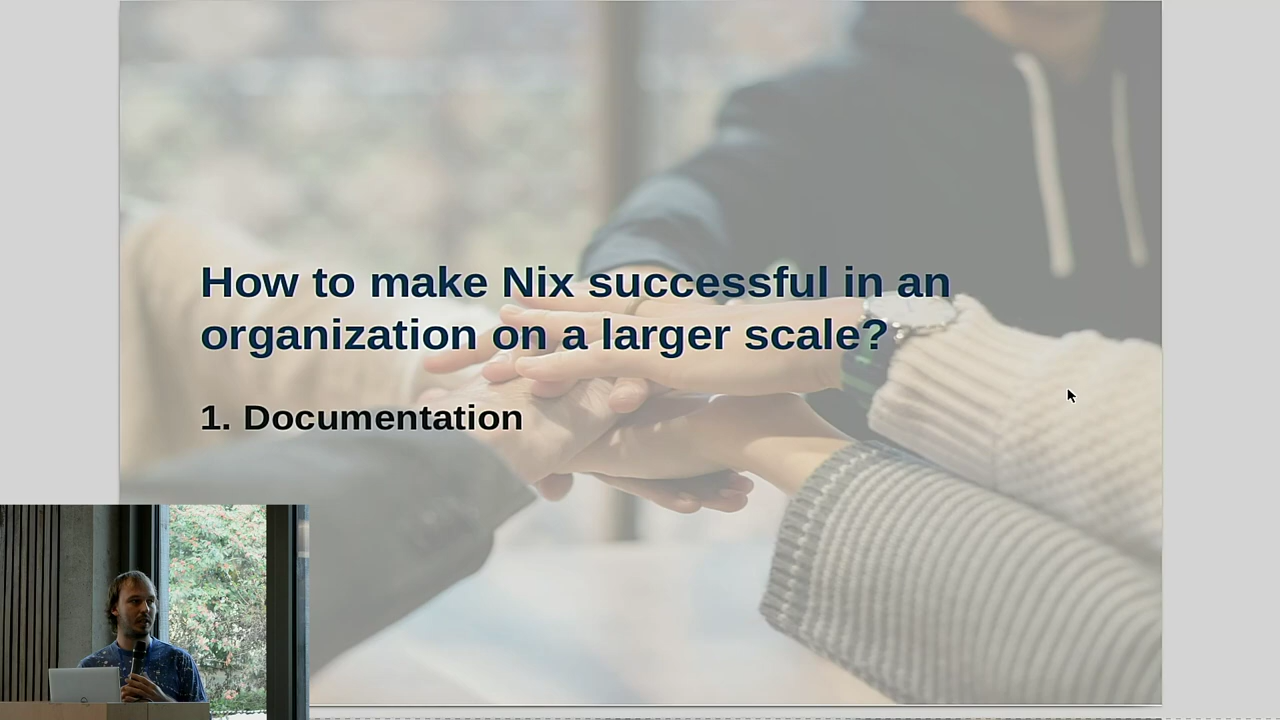 How to make Nix successful in an
organization on a larger scale?
1. Documentation